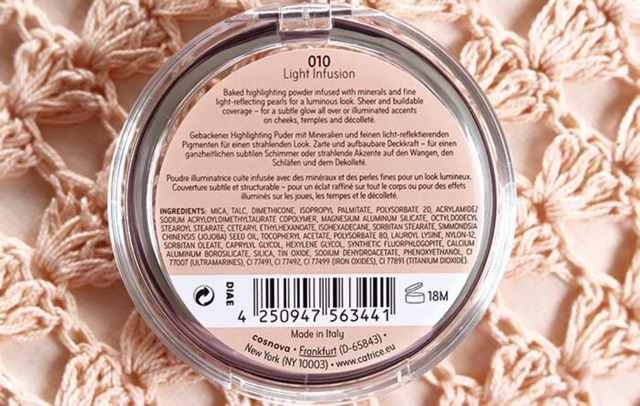 010
Light Infusion
Baked highlighting powder infused with minerals and fine
light-reflecting pearls for a luminous look. Sheer and buildable
coverage – for a subtle glow all over or illuminated accents
on cheeks, temples and décolleté.
Gebackener Highlighting Puder mit Mineralien und feinen licht-reflektierenden
Pigmenten für einen strahlenden Look. Zarte und aufbaubare Deckkraft – für einen
ganzheitlichen subtilen Schimmer oder strahlende Akzente auf den Wangen, den
Schläfen und dem Dekolleté.
Poudre illuminatrice cuite infusée avec des minéraux et des perles fines pour un look lumineux.
Couverture subtile et structurable – pour un éclat raffiné sur tout le corps ou pour des effets
illuminés sur les joues, les tempes et le décolleté.
INGREDIENTS: MICA, TALC, DIMETHICONE, ISOPROPYL PALMITATE, POLYSORBATE 20, ACRYLAMIDE/
SODIUM ACRYLOYLDIMETHYLTAURATE COPOLYMER, MAGNESIUM ALUMINUM SILICATE, OCTYLDODECYL
STEAROYL STEARATE, CETEARYL ETHYLHEXANOATE, ISOHEXADECANE, SORBITAN STEARATE, SIMMONDSIA
CHINENSIS (JOJOBA) SEED OIL, TOCOPHERYL ACETATE, POLYSORBATE 80, LAUROYL LYSINE, NYLON-12,
SORBITAN OLEATE, CAPRYLYL GLYCOL, HEXYLENE GLYCOL, SYNTHETIC FLUORPHLOGOPITE, CALCIUM
ALUMINUM BOROSILICATE, SILICA, TIN OXIDE, SODIUM DEHYDROACETATE, PHENOXYETHANOL, CI
77007 (ULTRAMARINES), CI 77491, CI 77492, CI 77499 (IRON OXIDES), CI 77891 (TITANIUM DIOXIDE).
DIAE
4 250947 563441
18M
Made in Italy
cosnova • Frankfurt (D-65843) •
New York (NY 10003) • www.catrice.eu